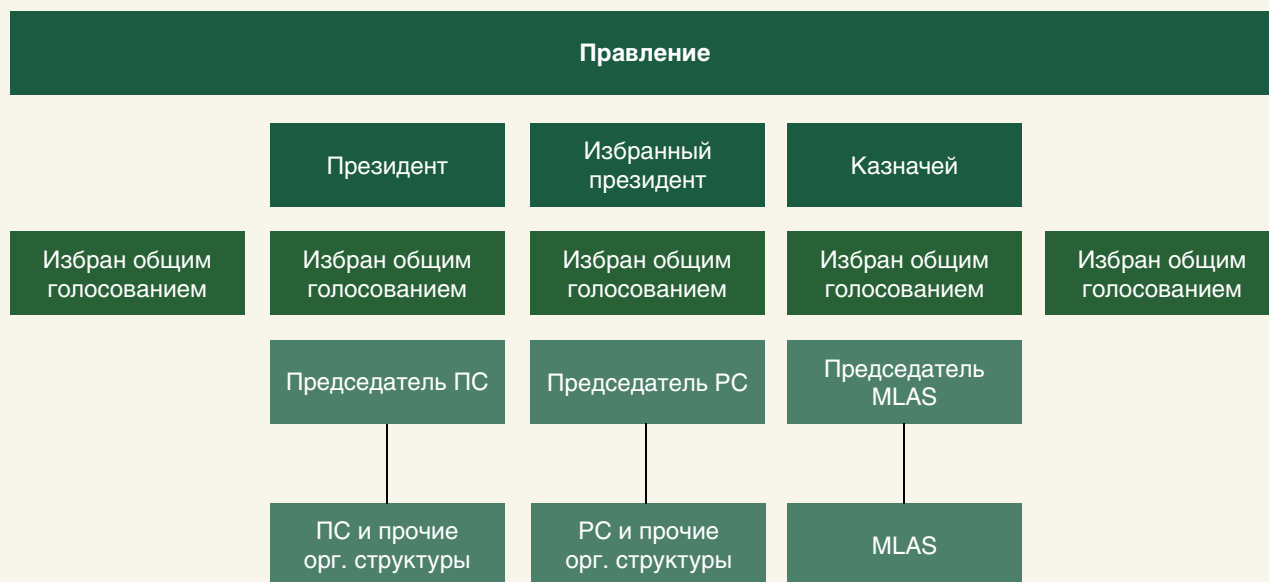 Правление
Президент
Избранный
президент
Казначей
Избран общим
голосованием
Избран общим
голосованием
Избран общим
голосованием
Избран общим
голосованием
Избран общим
голосованием
Председатель ПС
Председатель РС
Председатель
MLAS
ПС и прочие
орг. структуры
РС и прочие
орг. структуры
MLAS